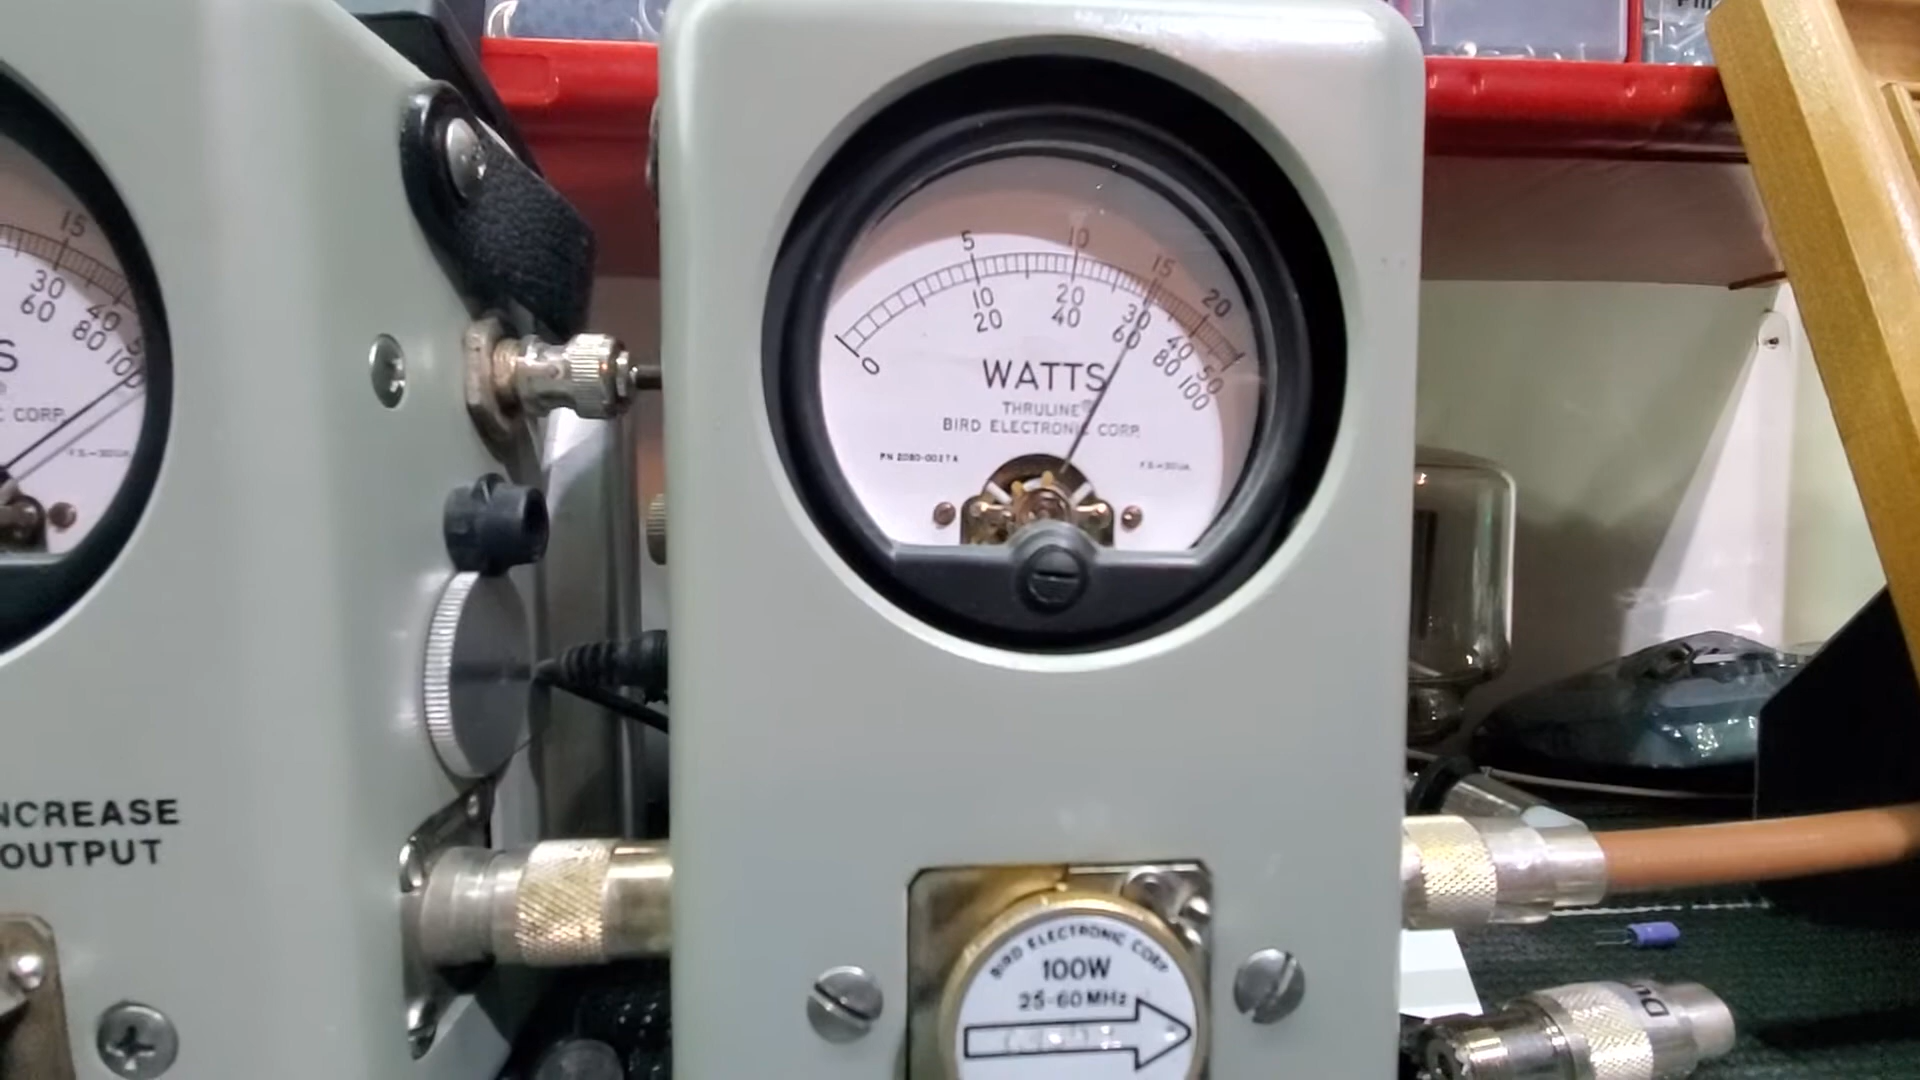 15
30 40
60 80 100
S
C CORP.
NCREASE
OUTPUT
5 10 15 20
0 10 20 30 40 50
20 40 60 80 100
WATTS
THRULINE®
BIRD ELECTRONIC CORP.
BIRD ELECTRONIC CORP.
100W
25-60 MHz